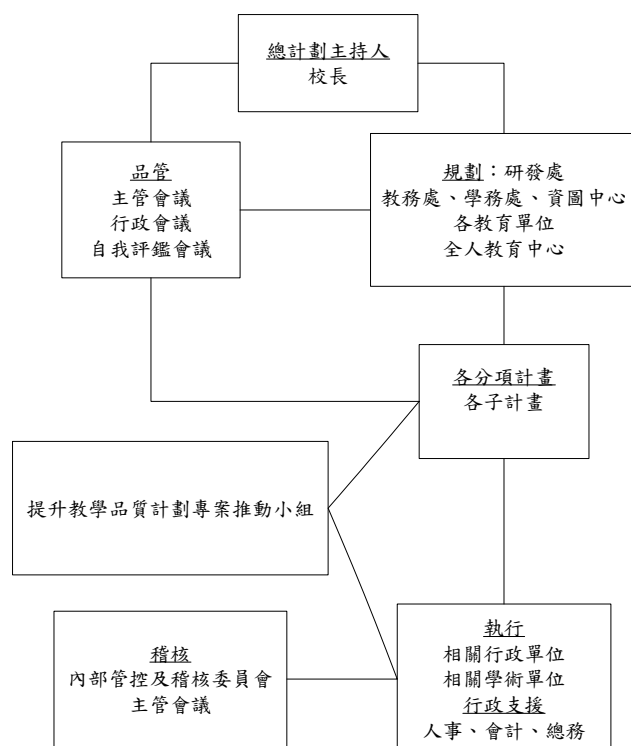 總計劃主持人
校長
品管
主管會議
行政會議
自我評鑑會議
規劃：研發處
教務處、學務處、資圖中心
各教育單位
全人教育中心
各分項計畫
各子計畫
提升教學品質計劃專案推動小組
稽核
內部管控及稽核委員會
主管會議
執行
相關行政單位
相關學術單位
行政支援
人事、會計、總務